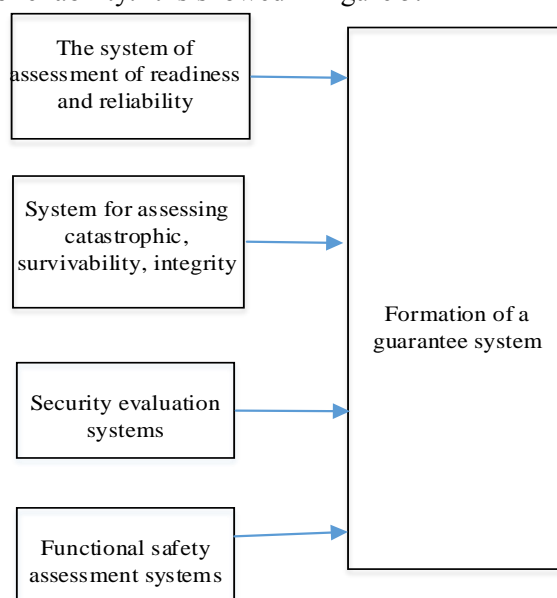 The system of
assessment of readiness
and reliability
System for assessing
catastrophic,
survivability, integrity
Formation of a
guarantee system
Security evaluation
systems
Functional safety
assessment systems